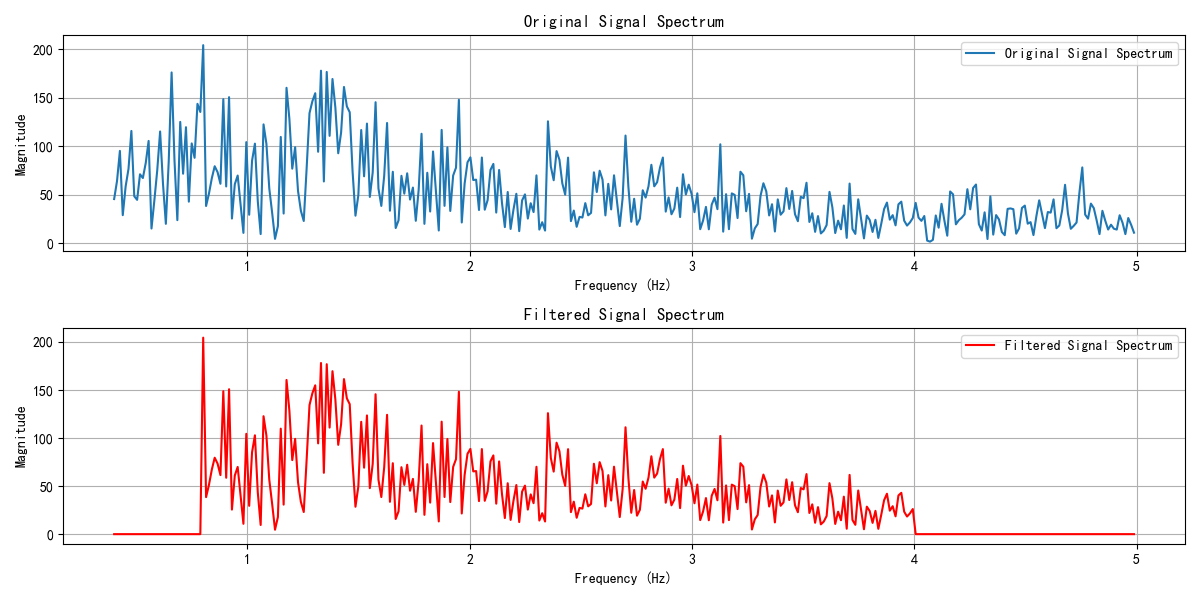 Original Signal Spectrum
Original Signal Spectrum
200
150
100
50
0
Magnitude
1
2
3
4
5
Frequency (Hz)
Filtered Signal Spectrum
Filtered Signal Spectrum
200
150
100
50
0
Magnitude
1
2
3
4
5
Frequency (Hz)